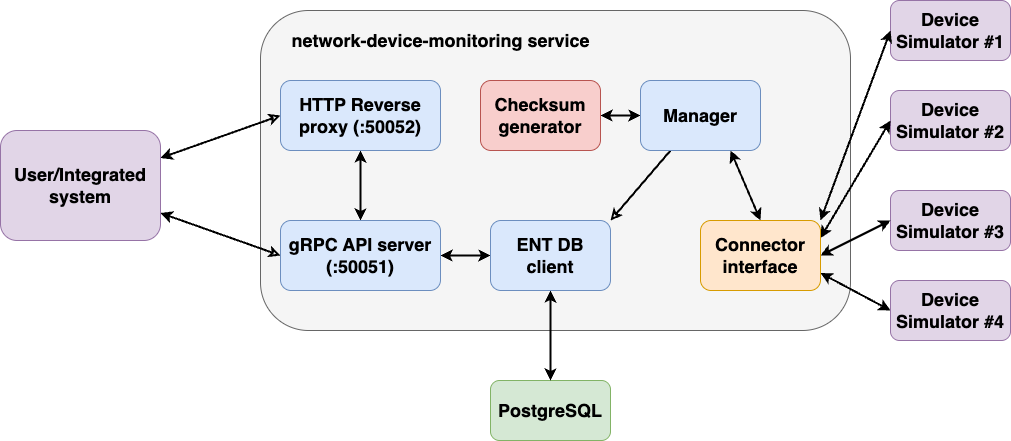 network-device-monitoring service
HTTP Reverse
proxy (:50052)
Checksum
generator
Manager
User/Integrated
system
gRPC API server
(:50051)
ENT DB
client
Connector
interface
Device
Simulator #1
Device
Simulator #2
Device
Simulator #3
Device
Simulator #4
PostgreSQL